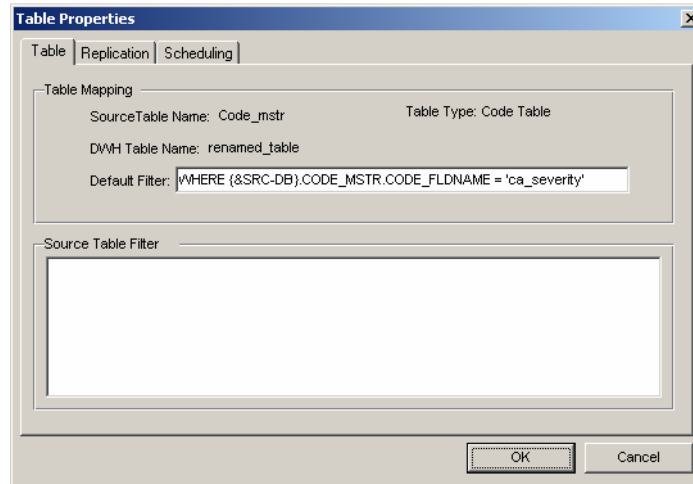 Table Properties
Table Replication Scheduling
Table Mapping
SourceTable Name: Code_mstr Table Type: Code Table
DWH Table Name: renamed_table
Default Filter: WHERE {&SRC-DB}.CODE_MSTR.CODE_FLDNAME = 'ca_severity'
Source Table Filter
OK Cancel